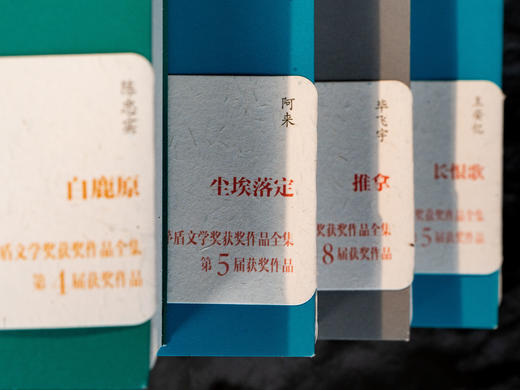 陈忠实
白鹿原
盾文学奖获奖作品全集
第4届获奖作品
阿来
尘埃落定
茅盾文学奖获奖作品全集
第5届获奖作品
毕飞宇
推拿
奖获奖作品全集
8届获奖作品
王安忆
长恨歌
奖获奖作品全集
5届获奖作品